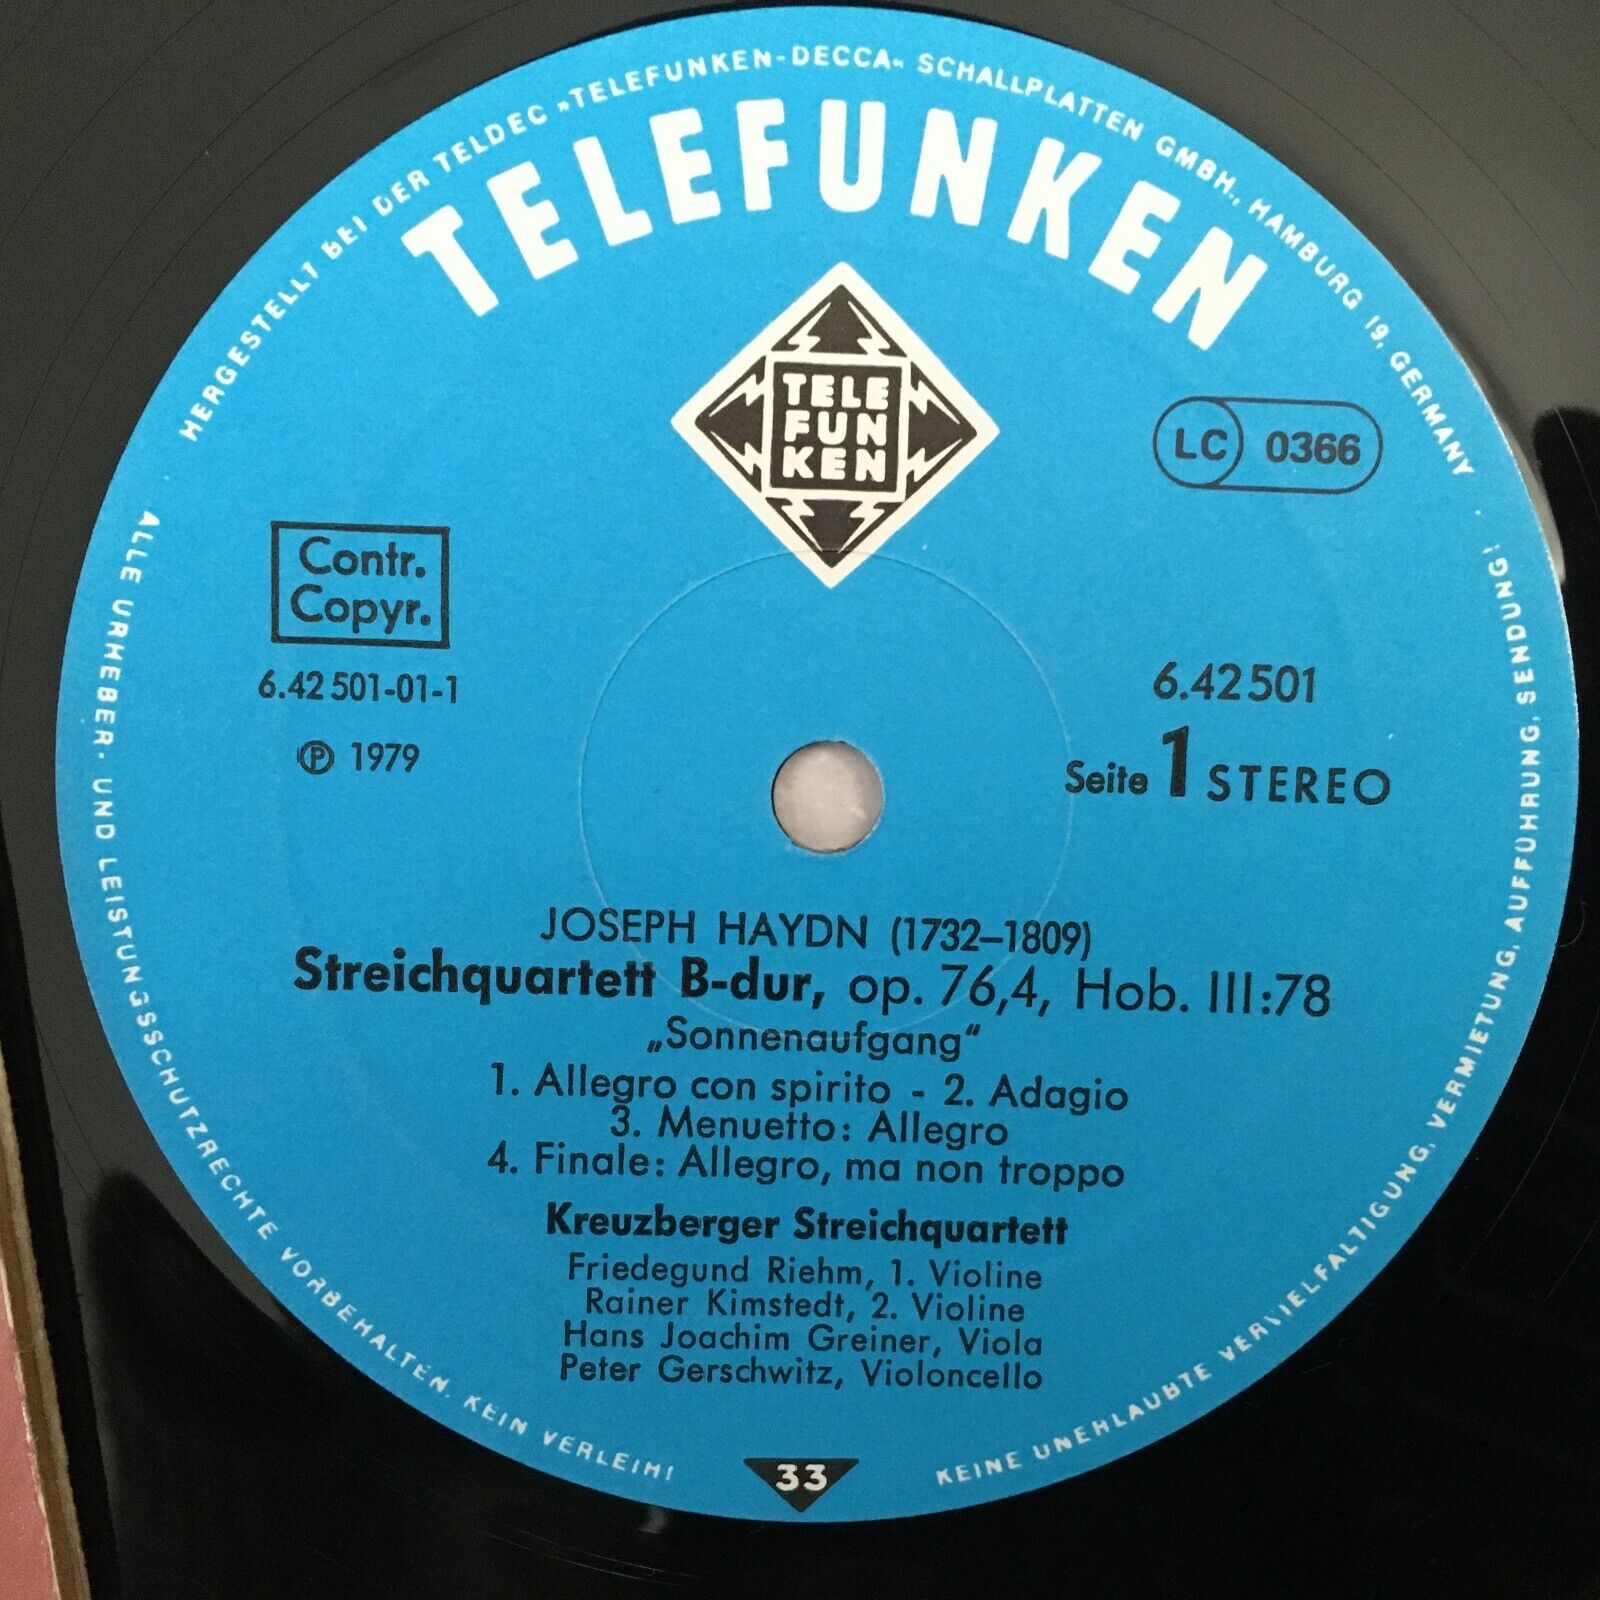 HERGESTELLT BEI DER TELDEC »TELEFUNKEN-DECCA« SCHALLPLATTEN GMBH., HAMBURG 19, GERMANY
TELEFUNKEN
TELE
FUN
KEN
LC 0366
Contr.
Copyr.
6.42 501-01-1
℗ 1979
6.42 501
Seite 1 STEREO
JOSEPH HAYDN (1732–1809)
Streichquartett B-dur, op. 76,4, Hob. III:78
„Sonnenaufgang“
1. Allegro con spirito - 2. Adagio
3. Menuetto: Allegro
4. Finale: Allegro, ma non troppo
Kreuzberger Streichquartett
Friedegund Riehm, 1. Violine
Rainer Kimstedt, 2. Violine
Hans Joachim Greiner, Viola
Peter Gerschwitz, Violoncello
ALLE URHEBER- UND LEISTUNGSSCHUTZRECHTE VORBEHALTEN. KEIN VERLEIH!
33
KEINE UNERLAUBTE VERVIELFALTIGUNG, VERMIETUNG, AUFFUHRUNG, SENDUNG!